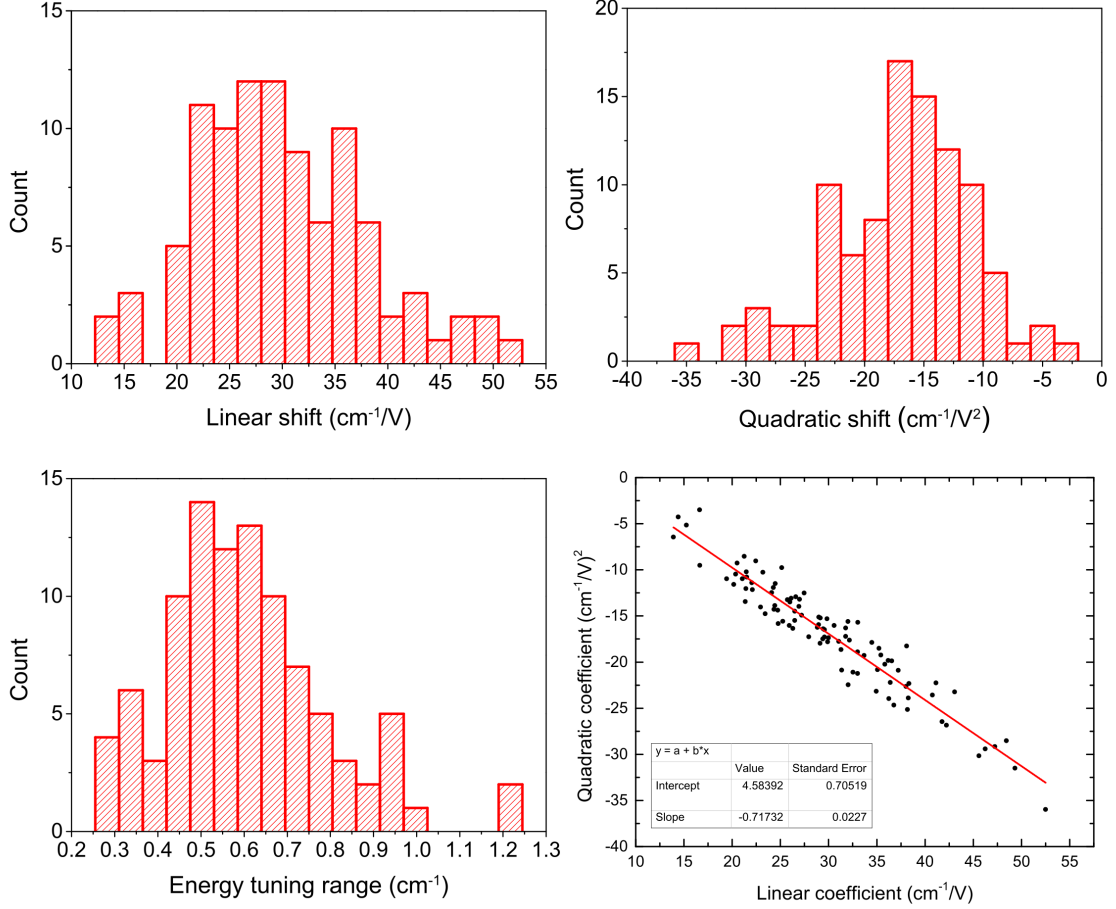 15
10
5
0
Count
10 15 20 25 30 35 40 45 50 55
Linear shift (cm⁻¹/V)
20
15
10
5
0
Count
-40 -35 -30 -25 -20 -15 -10 -5 0
Quadratic shift (cm⁻¹/V²)
15
10
5
0
Count
0.2 0.3 0.4 0.5 0.6 0.7 0.8 0.9 1.0 1.1 1.2 1.3
Energy tuning range (cm⁻¹)
0
-5
-10
-15
-20
-25
-30
-35
-40
Quadratic coefficient (cm⁻¹/V)²
y = a + b*x
Value Standard Error
Intercept 4.58392 0.70519
Slope -0.71732 0.0227
10 15 20 25 30 35 40 45 50 55
Linear coefficient (cm⁻¹/V)